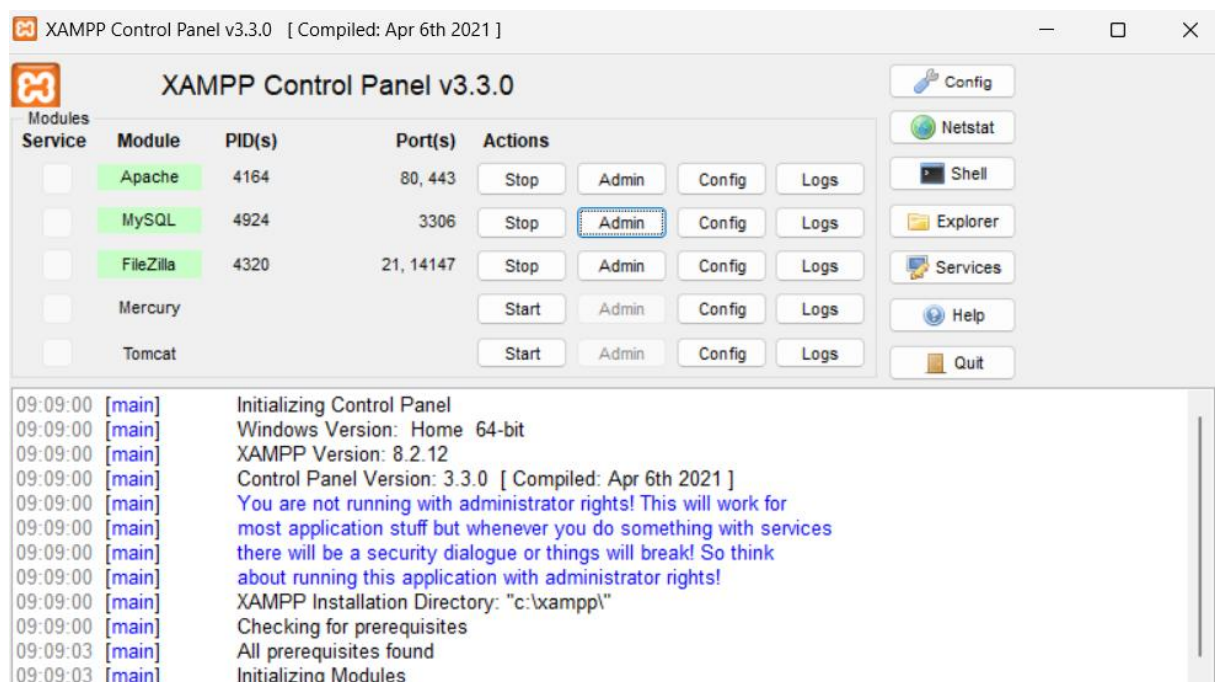 XAMPP Control Panel v3.3.0 [ Compiled: Apr 6th 2021 ]
XAMPP Control Panel v3.3.0
Config
Modules
Netstat
Service Module PID(s) Port(s) Actions
Apache 4164 80, 443 Stop Admin Config Logs
Shell
MySQL 4924 3306 Stop Admin Config Logs
Explorer
FileZilla 4320 21, 14147 Stop Admin Config Logs
Services
Mercury Start Admin Config Logs
Help
Tomcat Start Admin Config Logs
Quit
09:09:00 [main] Initializing Control Panel
09:09:00 [main] Windows Version: Home 64-bit
09:09:00 [main] XAMPP Version: 8.2.12
09:09:00 [main] Control Panel Version: 3.3.0 [ Compiled: Apr 6th 2021 ]
09:09:00 [main] You are not running with administrator rights! This will work for
09:09:00 [main] most application stuff but whenever you do something with services
09:09:00 [main] there will be a security dialogue or things will break! So think
09:09:00 [main] about running this application with administrator rights!
09:09:00 [main] XAMPP Installation Directory: "c:\xampp\"
09:09:00 [main] Checking for prerequisites
09:09:03 [main] All prerequisites found
09:09:03 [main] Initializing Modules